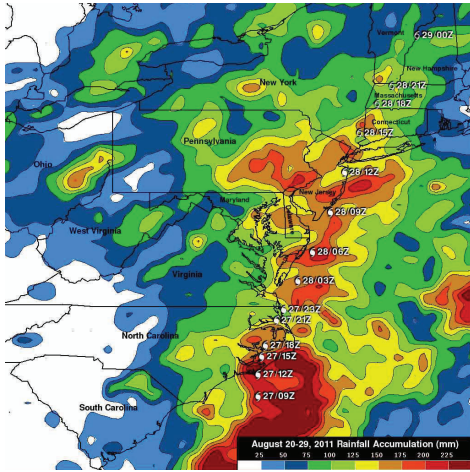 Vermont
29/00Z
New Hampshire
New York
28/21Z
Massachusetts
28/18Z
Connecticut
28/15Z
Pennsylvania
Ohio
28/12Z
New Jersey
Maryland
Delaware
28/09Z
West Virginia
28/06Z
Virginia
28/03Z
27/23Z
27/21Z
North Carolina
27/18Z
27/15Z
27/12Z
South Carolina
27/09Z
August 20-29, 2011 Rainfall Accumulation (mm)
25 50 75 100 125 150 175 200 225